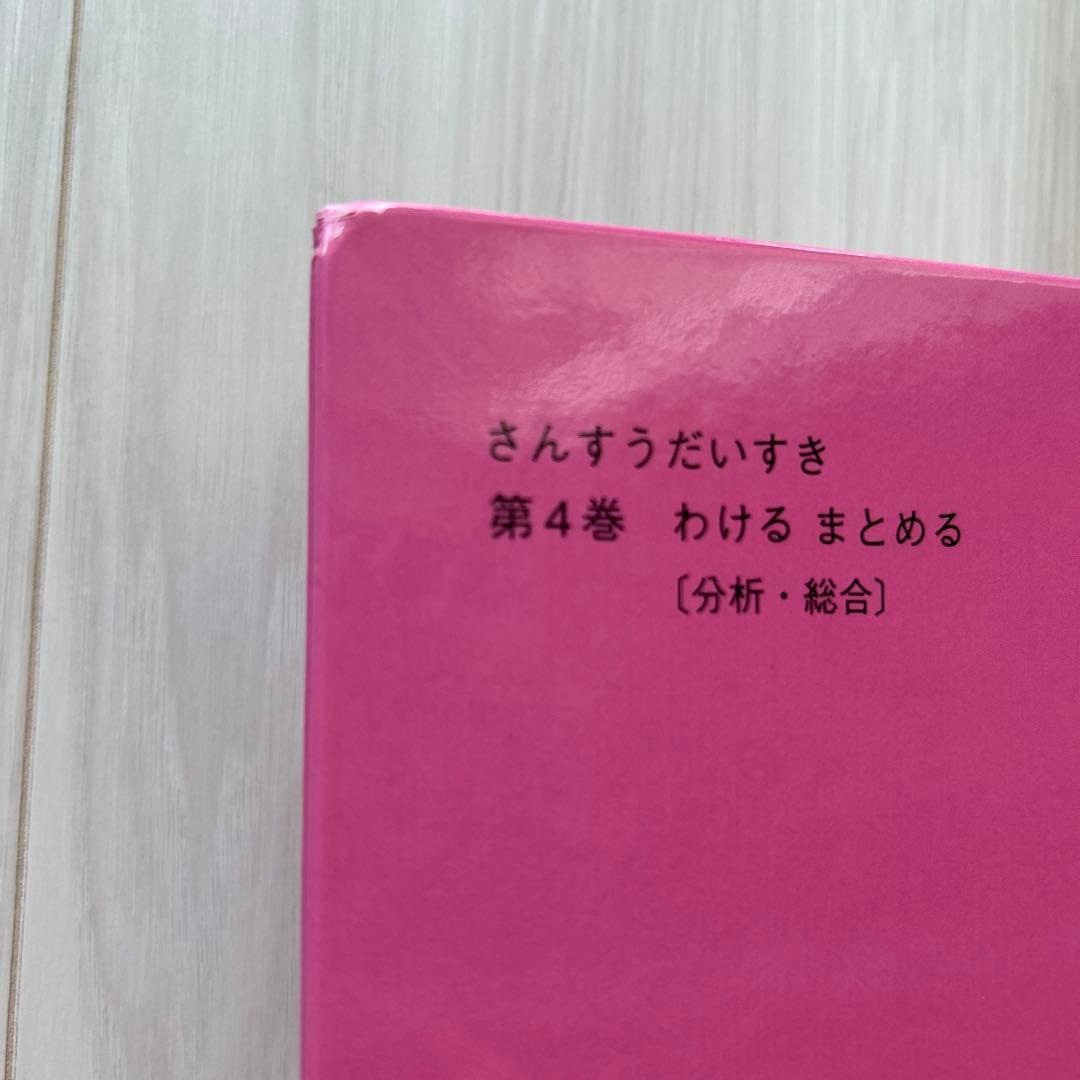 さんすうだいすき
第4巻　わける まとめる
〔分析・総合〕